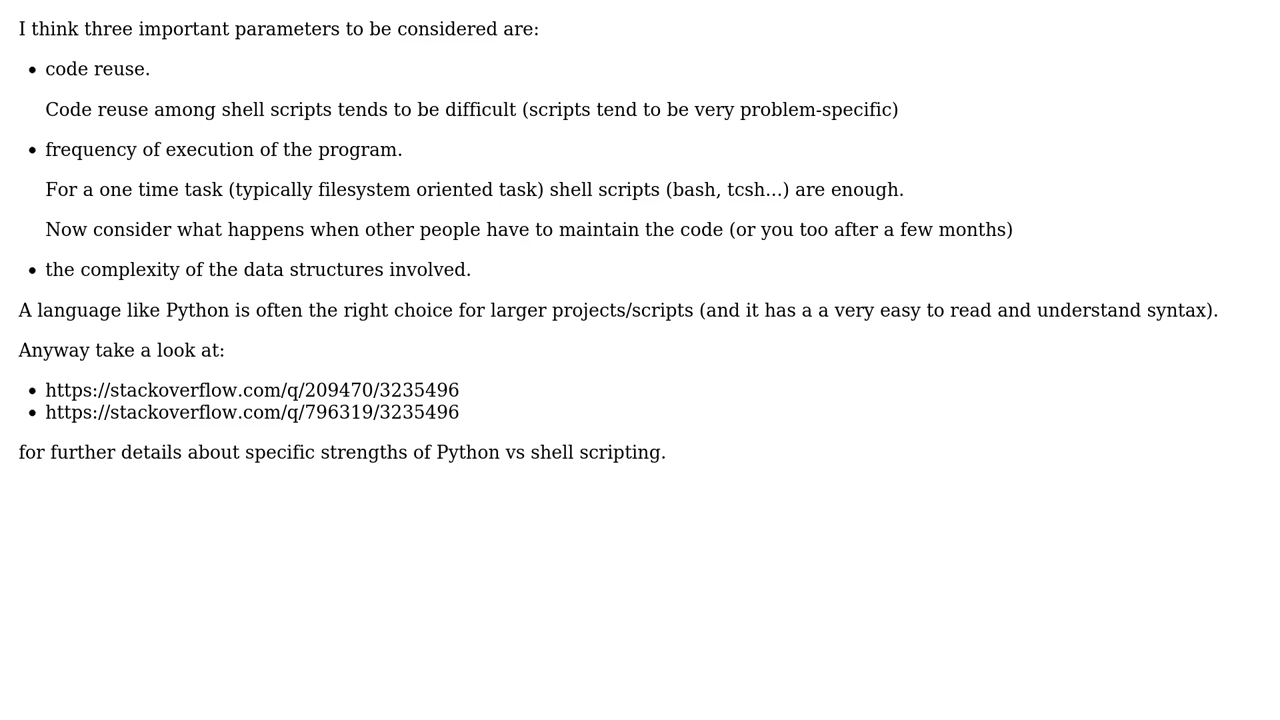 I think three important parameters to be considered are:
• code reuse.
Code reuse among shell scripts tends to be difficult (scripts tend to be very problem-specific)
• frequency of execution of the program.
For a one time task (typically filesystem oriented task) shell scripts (bash, tcsh...) are enough.
Now consider what happens when other people have to maintain the code (or you too after a few months)
• the complexity of the data structures involved.
A language like Python is often the right choice for larger projects/scripts (and it has a a very easy to read and understand syntax).
Anyway take a look at:
• https://stackoverflow.com/q/209470/3235496
• https://stackoverflow.com/q/796319/3235496
for further details about specific strengths of Python vs shell scripting.